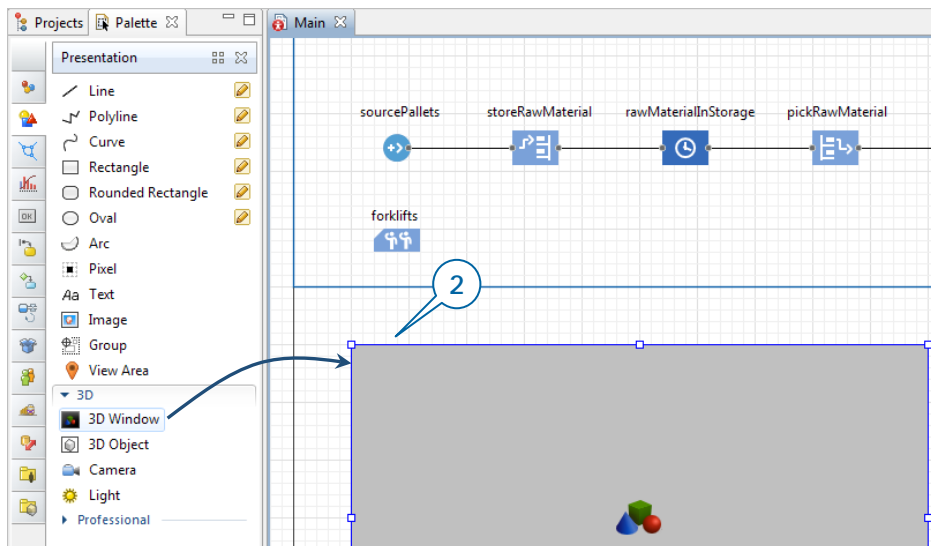 Projects
Palette
Main
Presentation
Line
Polyline
Curve
Rectangle
Rounded Rectangle
Oval
Arc
Pixel
Aa Text
Image
Group
View Area
3D
3D Window
3D Object
Camera
Light
Professional
OK
sourcePallets
storeRawMaterial
rawMaterialInStorage
pickRawMaterial
forklifts
2